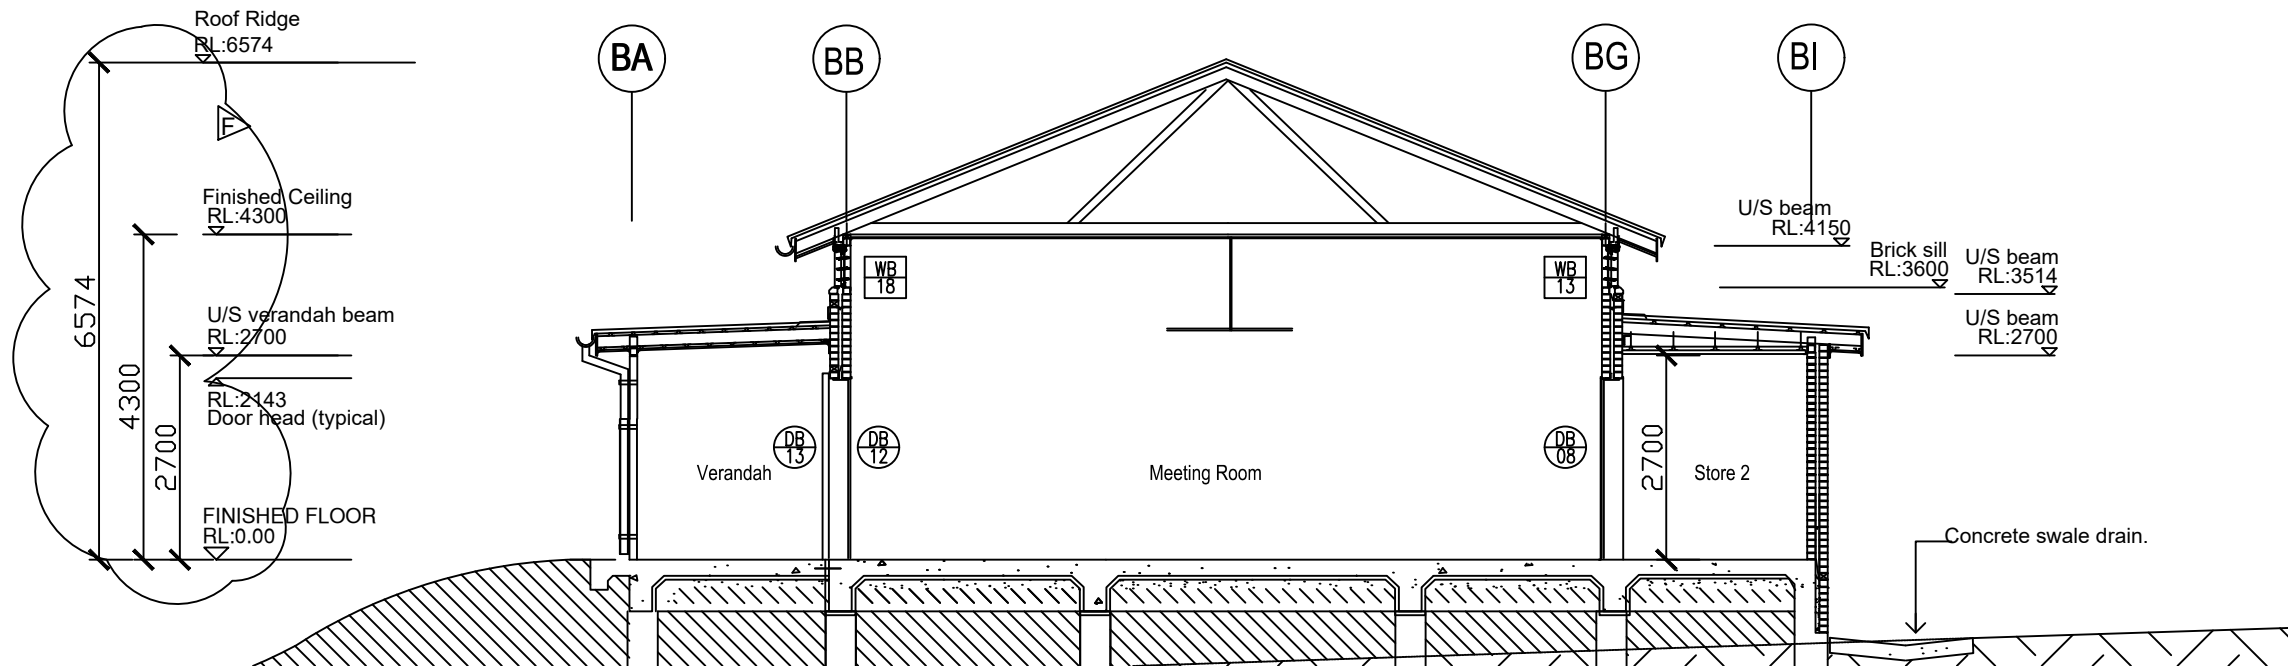 Roof Ridge
RL:6574
BA
BB
BG
BI
F
Finished Ceiling
RL:4300
U/S beam
RL:4150
Brick sill
RL:3600
U/S beam
RL:3514
WB
18
WB
13
6574
U/S verandah beam
RL:2700
U/S beam
RL:2700
4300
RL:2143
Door head (typical)
2700
DB
13
DB
12
DB
08
2700
Verandah
Meeting Room
Store 2
FINISHED FLOOR
RL:0.00
Concrete swale drain.